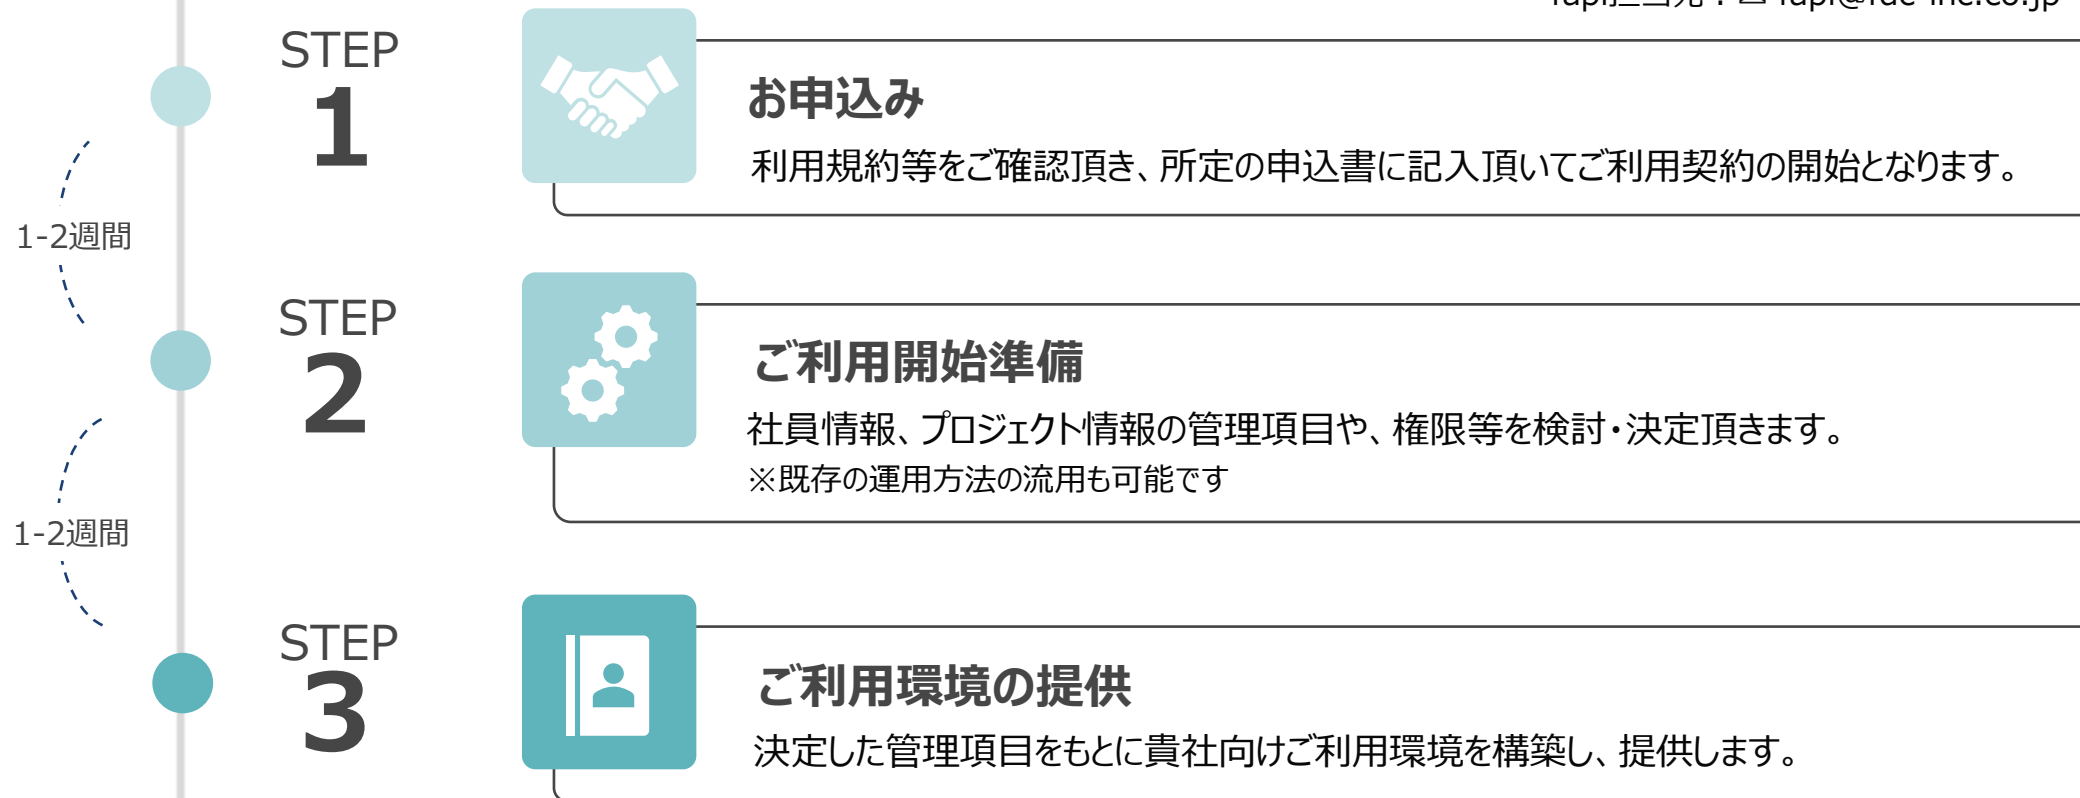 STEP
1
お申込み
利用規約等をご確認頂き、所定の申込書に記入頂いてご利用契約の開始となります。
1-2週間
STEP
2
ご利用開始準備
社員情報、プロジェクト情報の管理項目や、権限等を検討・決定頂きます。
※既存の運用方法の流用も可能です
1-2週間
STEP
3
ご利用環境の提供
決定した管理項目をもとに貴社向けご利用環境を構築し、提供します。